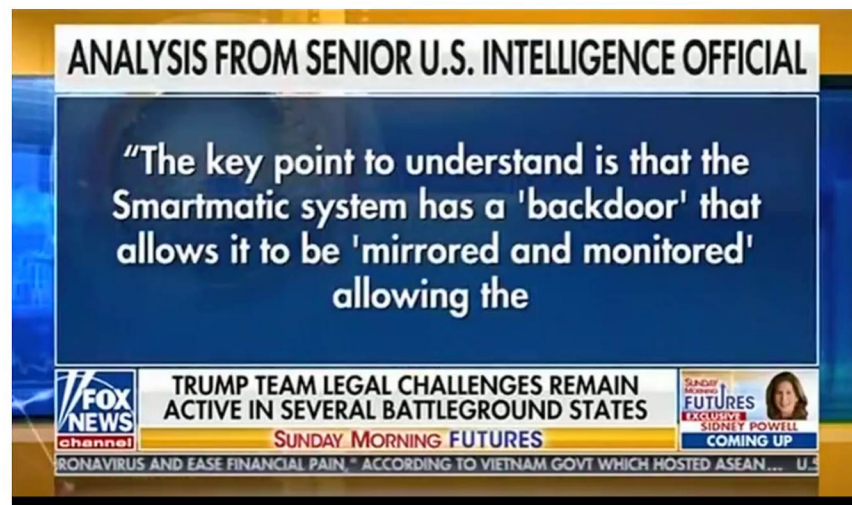 ANALYSIS FROM SENIOR U.S. INTELLIGENCE OFFICIAL
“The key point to understand is that the
Smartmatic system has a 'backdoor' that
allows it to be 'mirrored and monitored'
allowing the
FOX
NEWS
channel
TRUMP TEAM LEGAL CHALLENGES REMAIN
ACTIVE IN SEVERAL BATTLEGROUND STATES
SUNDAY MORNING FUTURES
SUNDAY
MORNING
FUTURES
EXCLUSIVE
SIDNEY POWELL
COMING UP
RONAVIRUS AND EASE FINANCIAL PAIN," ACCORDING TO VIETNAM GOVT WHICH HOSTED ASEAN... U.S